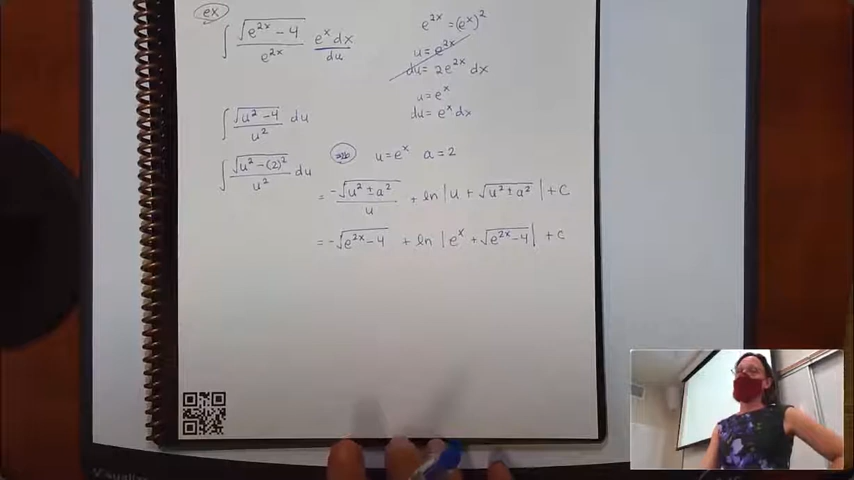 ex
∫ √(e^2x - 4) / e^2x e^x dx
du
e^2x = (e^x)^2
u = e^2x
du = 2e^2x dx
u = e^x
du = e^x dx
∫ √(u^2 - 4) / u^2 du
∫ √(u^2 - (2)^2) / u^2 du
u = e^x a = 2
= -√(u^2 ± a^2) / u + ln |u + √(u^2 ± a^2)| + C
= -√(e^2x - 4) + ln |e^x + √(e^2x - 4)| + C